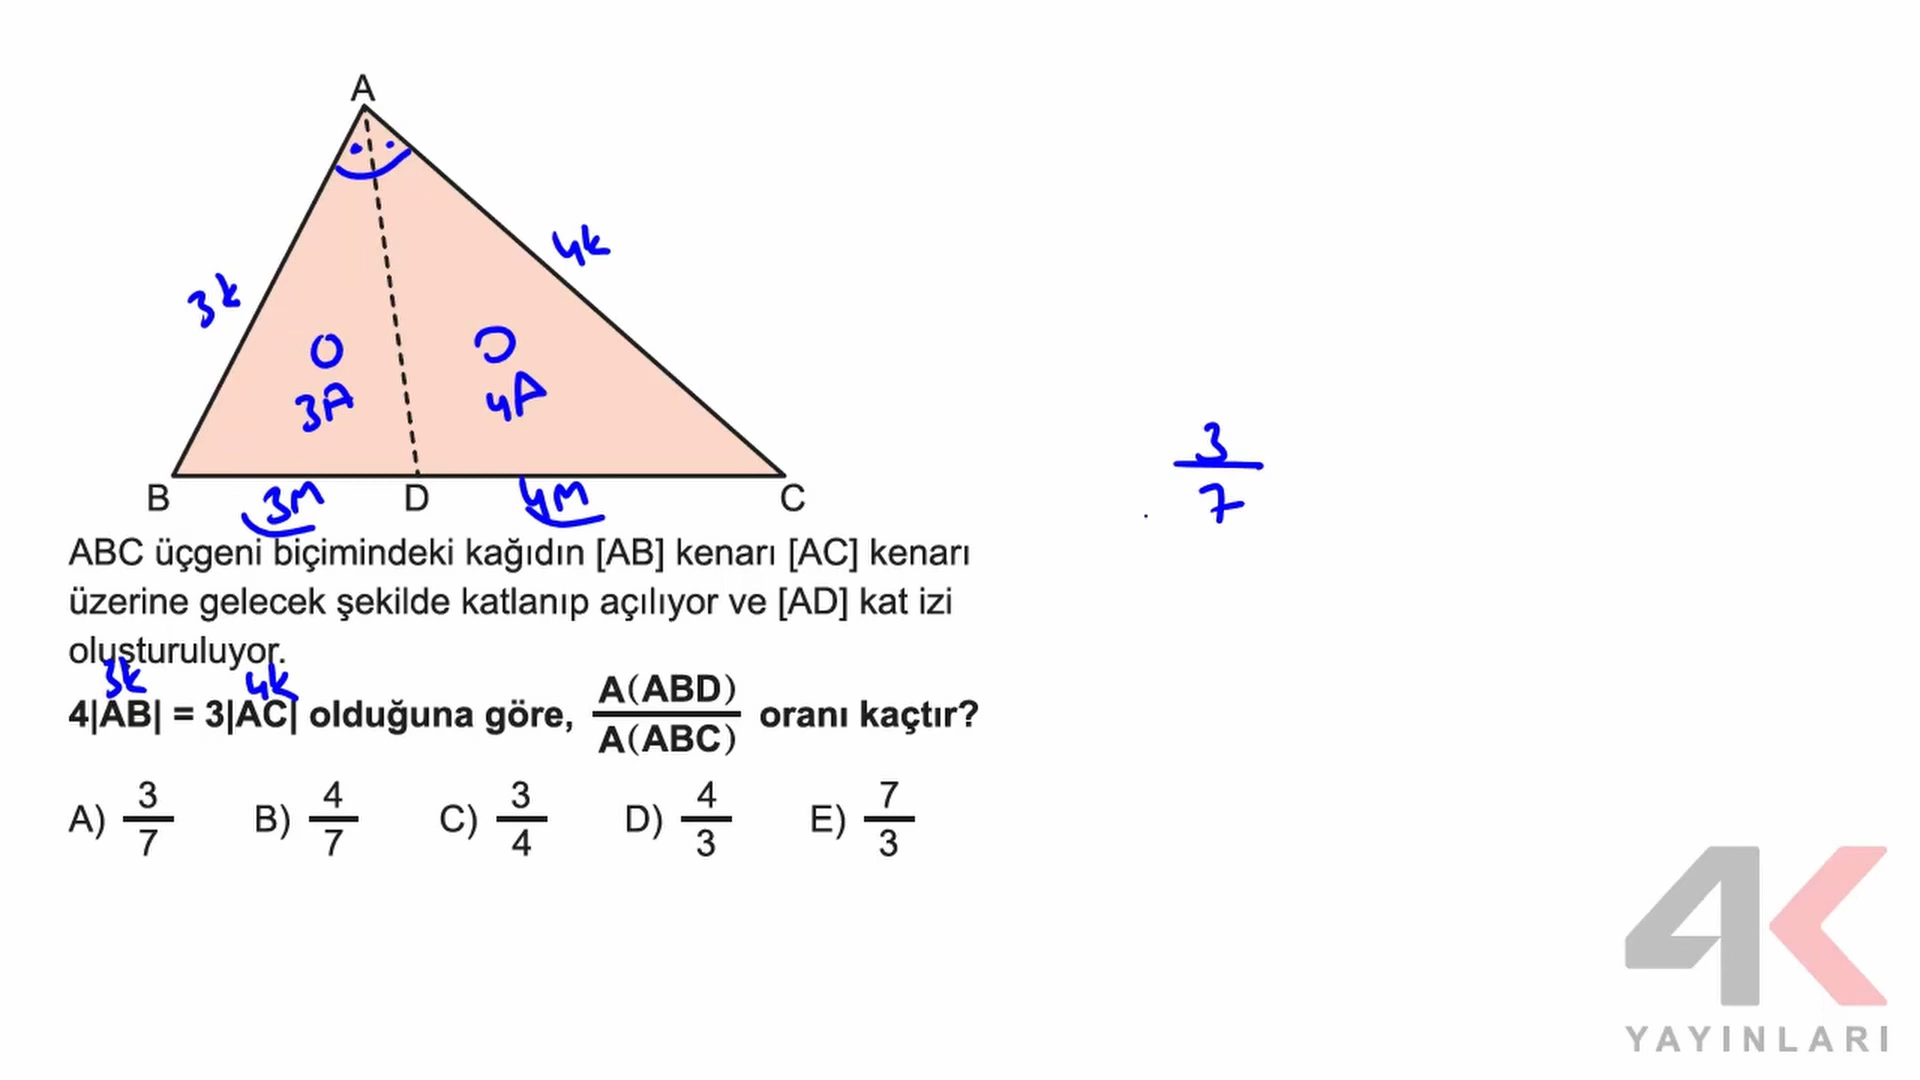 A
3k
4k
3A
4A
B
3M
D
4M
C
3
7
ABC üçgeni biçimindeki kağıdın [AB] kenarı [AC] kenarı
üzerine gelecek şekilde katlanıp açılıyor ve [AD] kat izi
oluşturuluyor.
3k 4k
4|AB| = 3|AC| olduğuna göre, A(ABD)/A(ABC) oranı kaçtır?
A) 3/7 B) 4/7 C) 3/4 D) 4/3 E) 7/3
4K
YAYINLARI